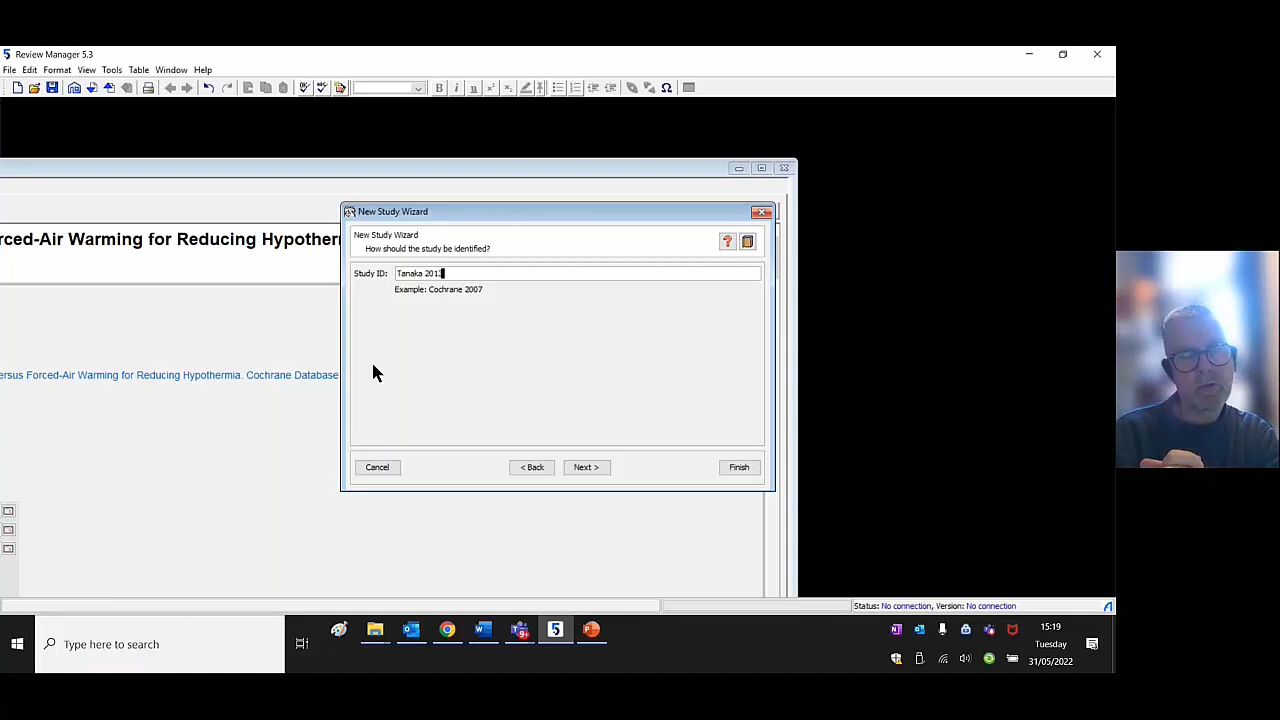 Review Manager 5.3
File Edit Format View Tools Table Window Help
New Study Wizard
New Study Wizard
How should the study be identified?
rced-Air Warming for Reducing Hypother
Study ID: Tanaka 2013
Example: Cochrane 2007
ersus Forced-Air Warming for Reducing Hypothermia. Cochrane Database
Cancel < Back Next > Finish
Status: No connection, Version: No connection
Type here to search
15:19
Tuesday
31/05/2022